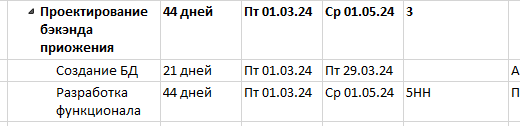 Проектирование 44 дней Пт 01.03.24 Ср 01.05.24 3
бэкэнда
приожения
Создание БД 21 дней Пт 01.03.24 Пт 29.03.24 А
Разработка 44 дней Пт 01.03.24 Ср 01.05.24 5НН П
функционала